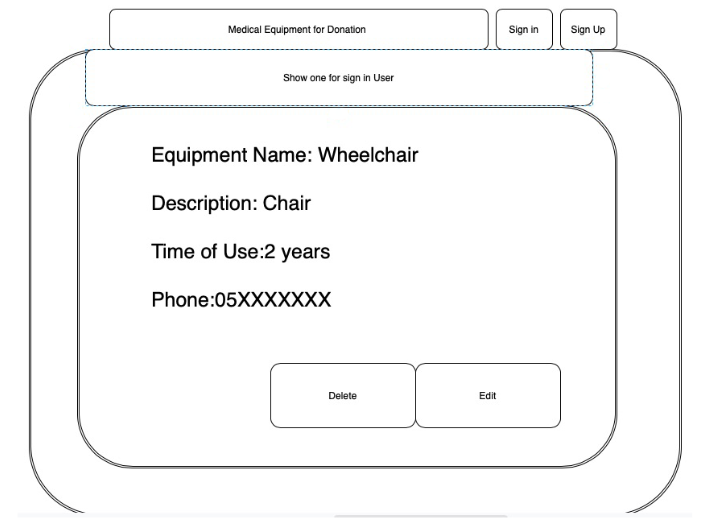 Medical Equipment for Donation
Sign in
Sign Up
Show one for sign in User
Equipment Name: Wheelchair
Description: Chair
Time of Use:2 years
Phone:05XXXXXXX
Delete
Edit